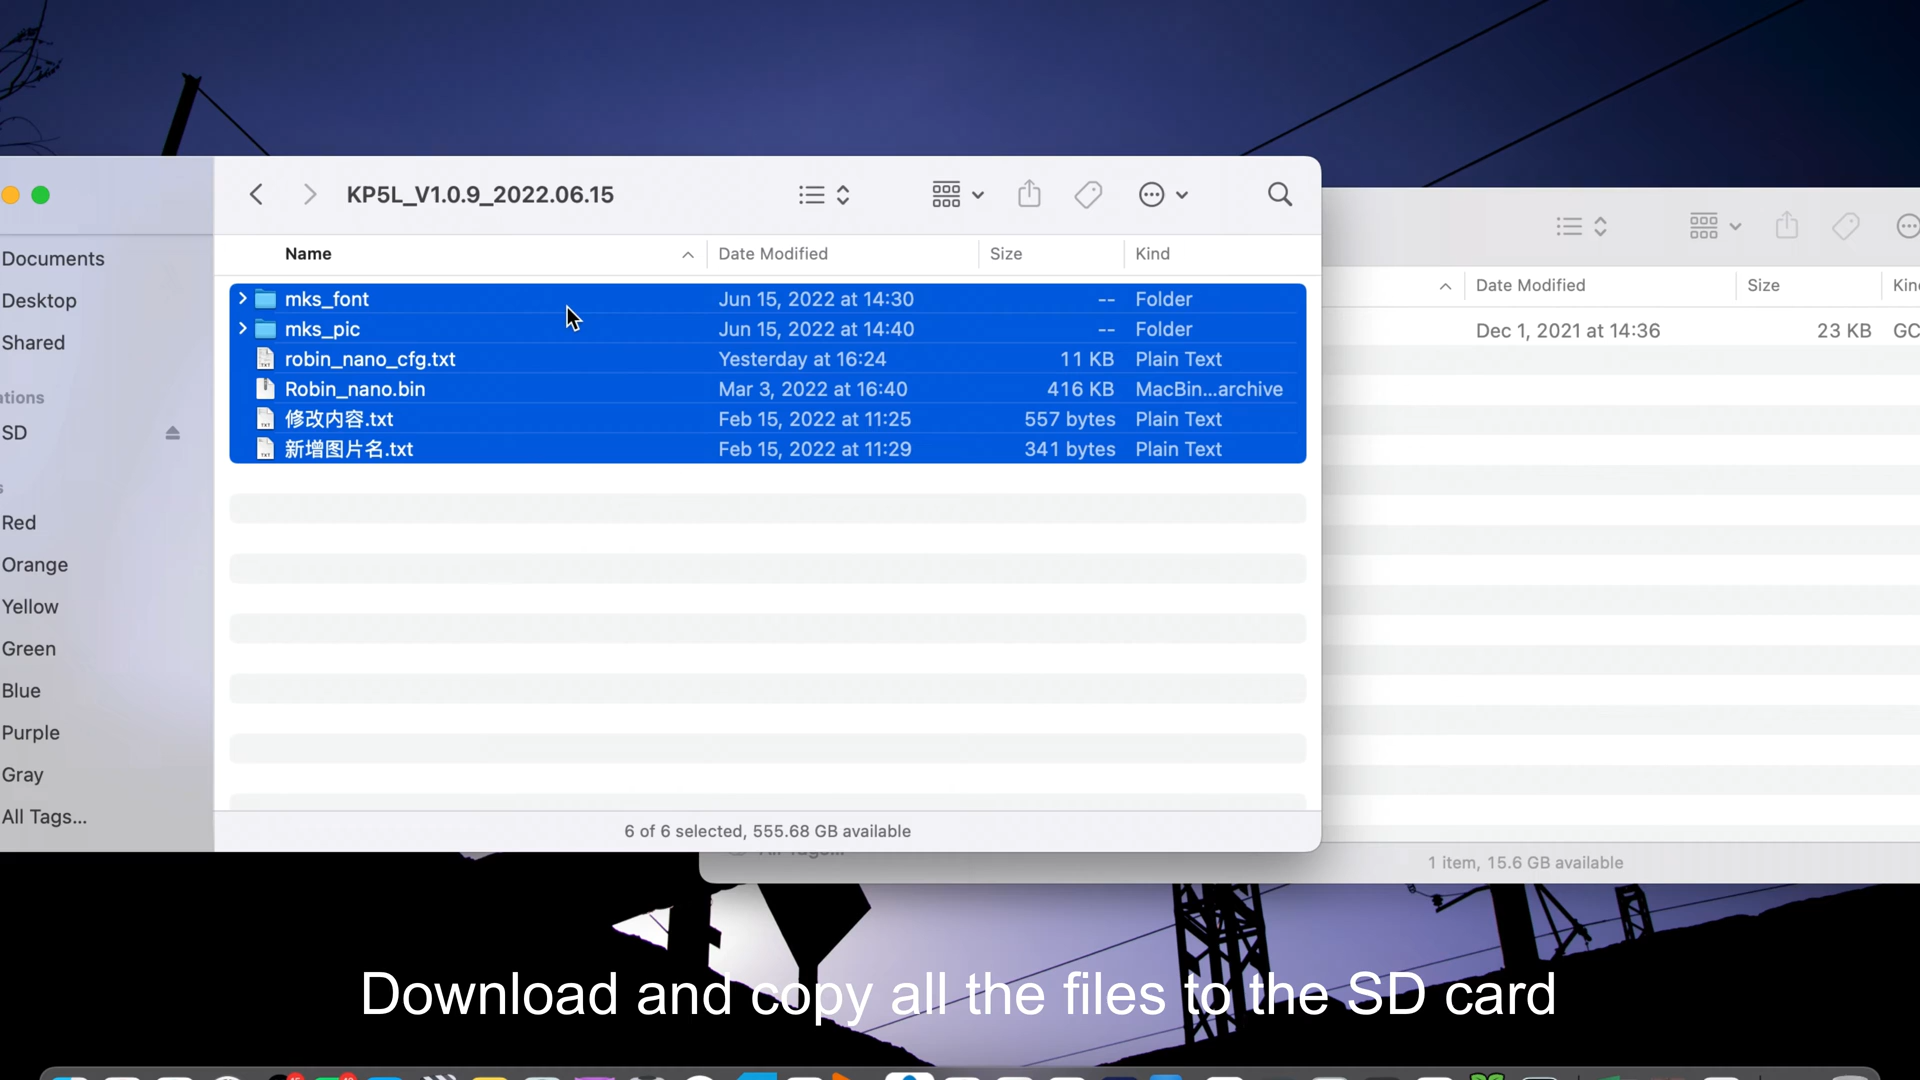 KP5L_V1.0.9_2022.06.15
Name Date Modified Size Kind
mks_font Jun 15, 2022 at 14:30 -- Folder
mks_pic Jun 15, 2022 at 14:40 -- Folder
robin_nano_cfg.txt Yesterday at 16:24 11 KB Plain Text
Robin_nano.bin Mar 3, 2022 at 16:40 416 KB MacBin...archive
修改内容.txt Feb 15, 2022 at 11:25 557 bytes Plain Text
新增图片名.txt Feb 15, 2022 at 11:29 341 bytes Plain Text
6 of 6 selected, 555.68 GB available
Documents
Desktop
Shared
SD
Red
Orange
Yellow
Green
Blue
Purple
Gray
All Tags...
Date Modified Size
Dec 1, 2021 at 14:36 23 KB
1 item, 15.6 GB available
Download and copy all the files to the SD card